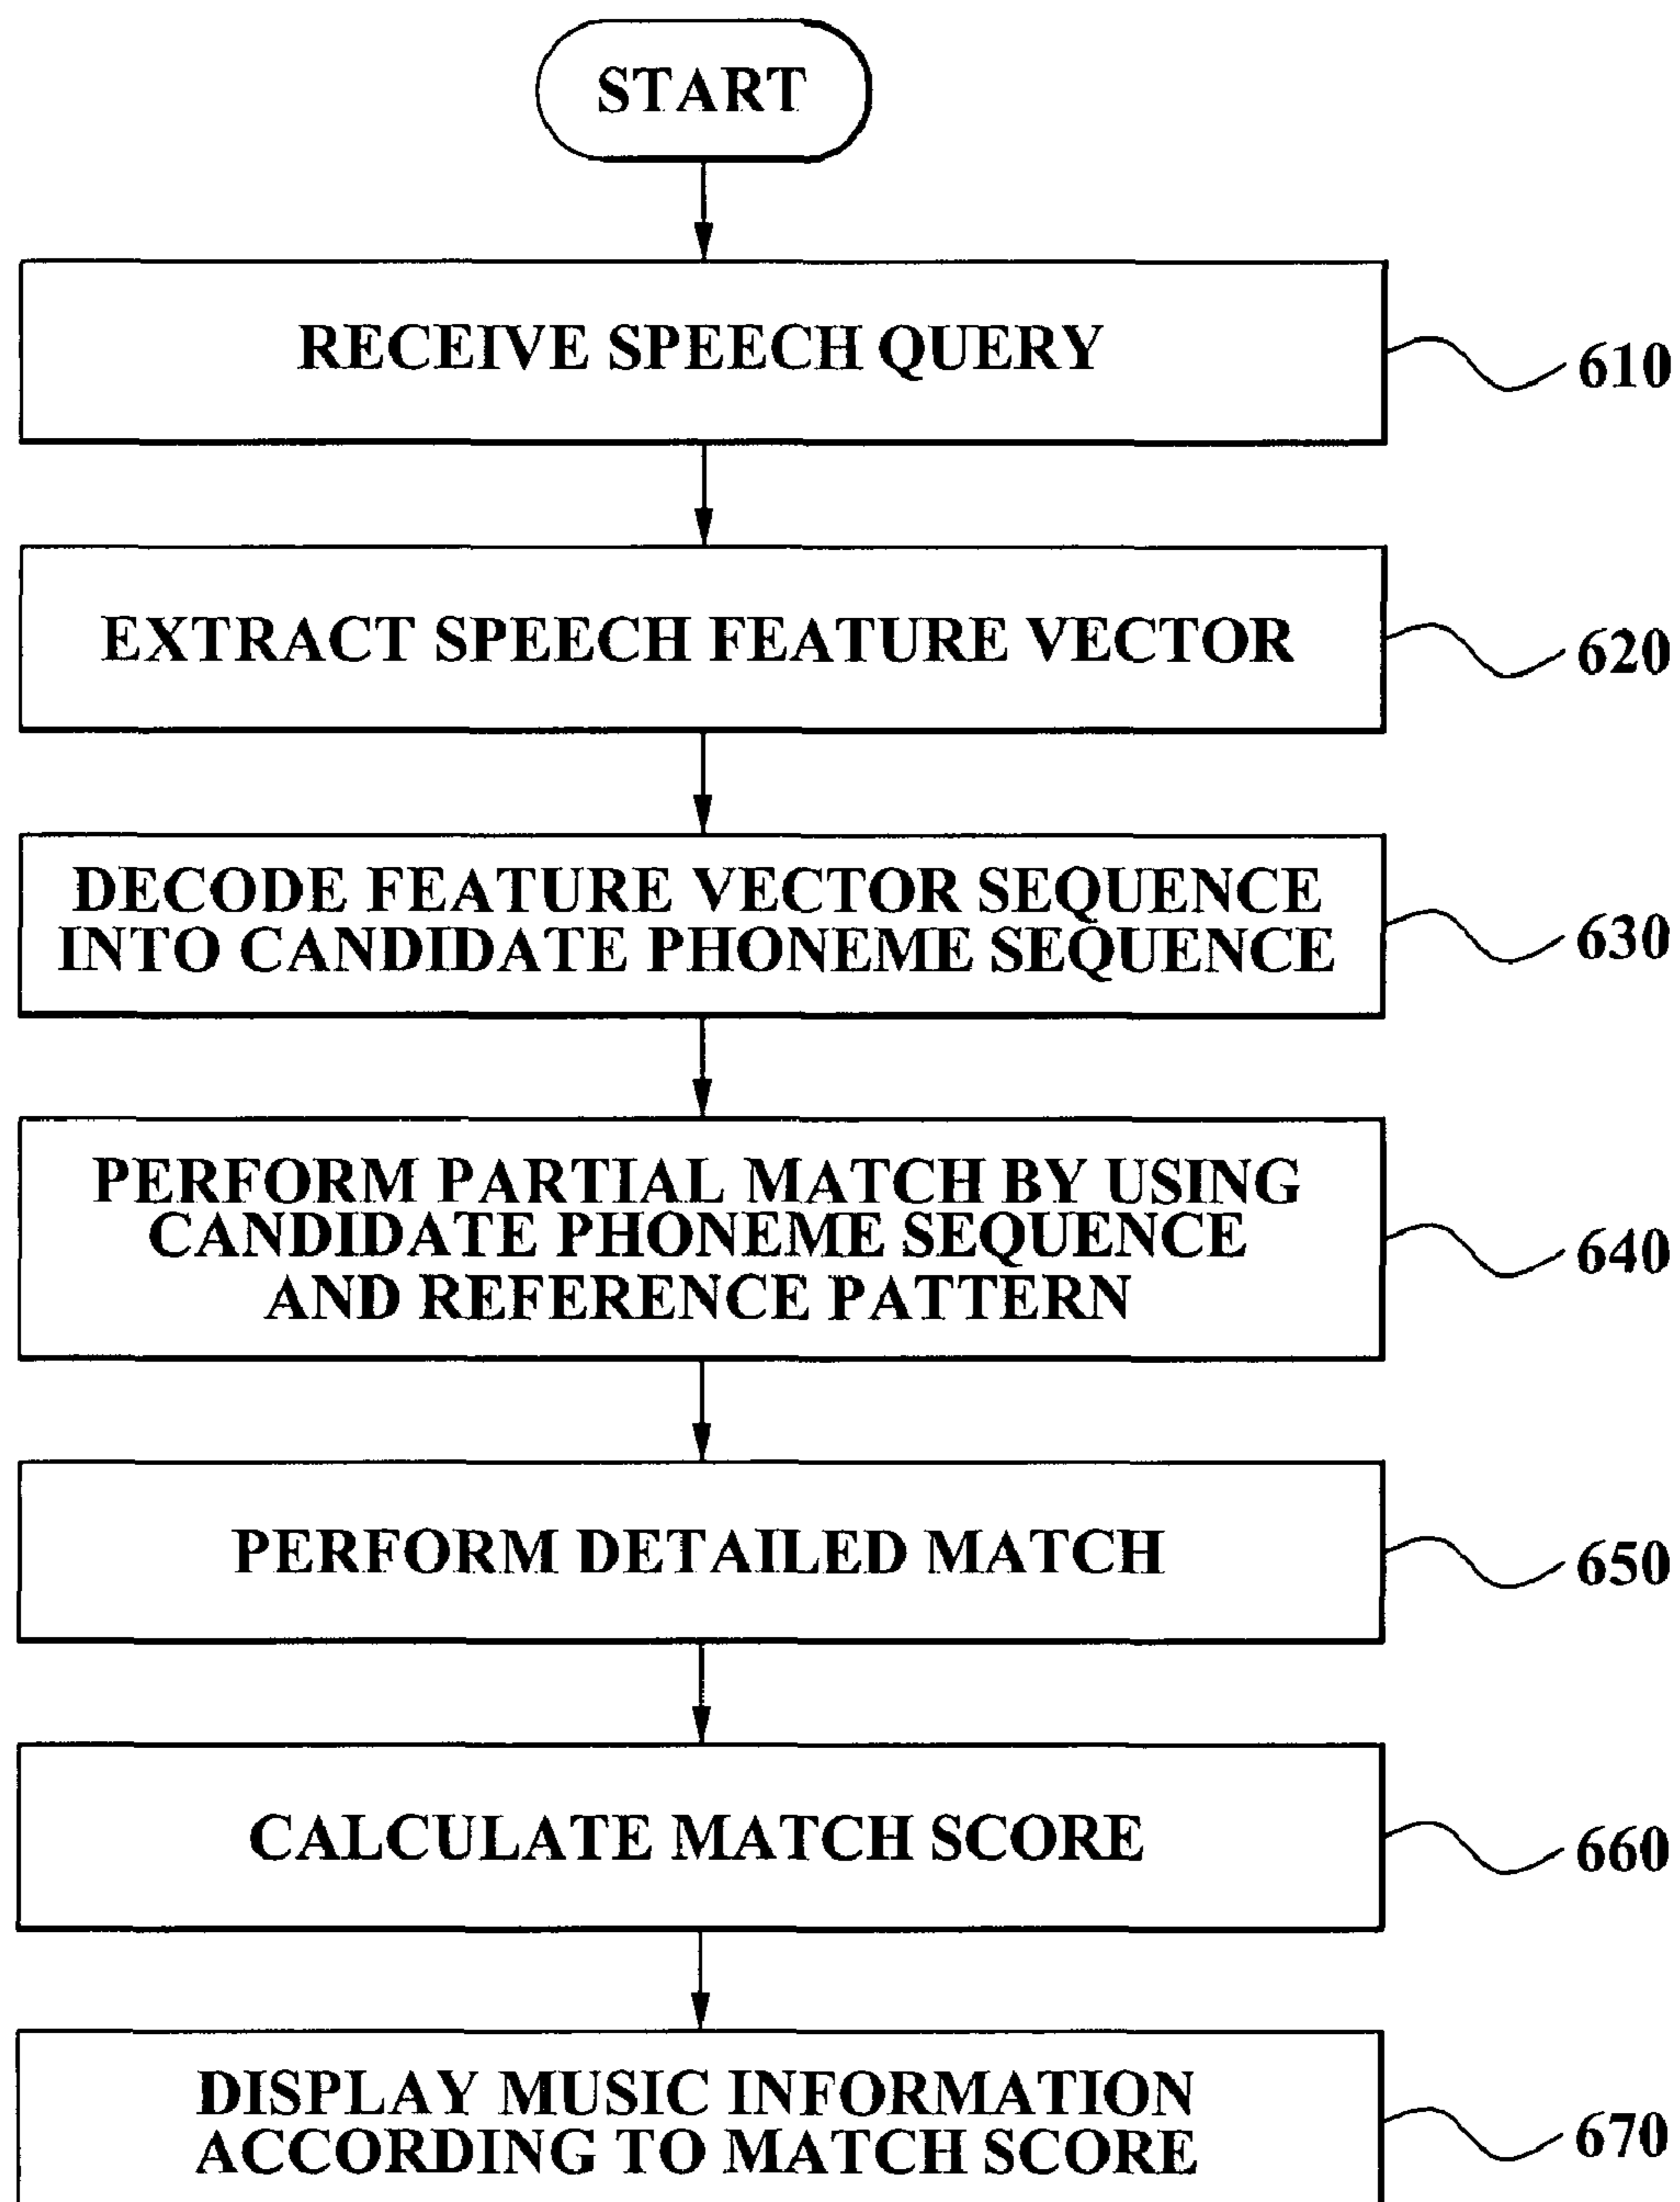 START
RECEIVE SPEECH QUERY
610
EXTRACT SPEECH FEATURE VECTOR
620
DECODE FEATURE VECTOR SEQUENCE
INTO CANDIDATE PHONEME SEQUENCE
630
PERFORM PARTIAL MATCH BY USING
CANDIDATE PHONEME SEQUENCE
AND REFERENCE PATTERN
640
PERFORM DETAILED MATCH
650
CALCULATE MATCH SCORE
660
DISPLAY MUSIC INFORMATION
ACCORDING TO MATCH SCORE
670